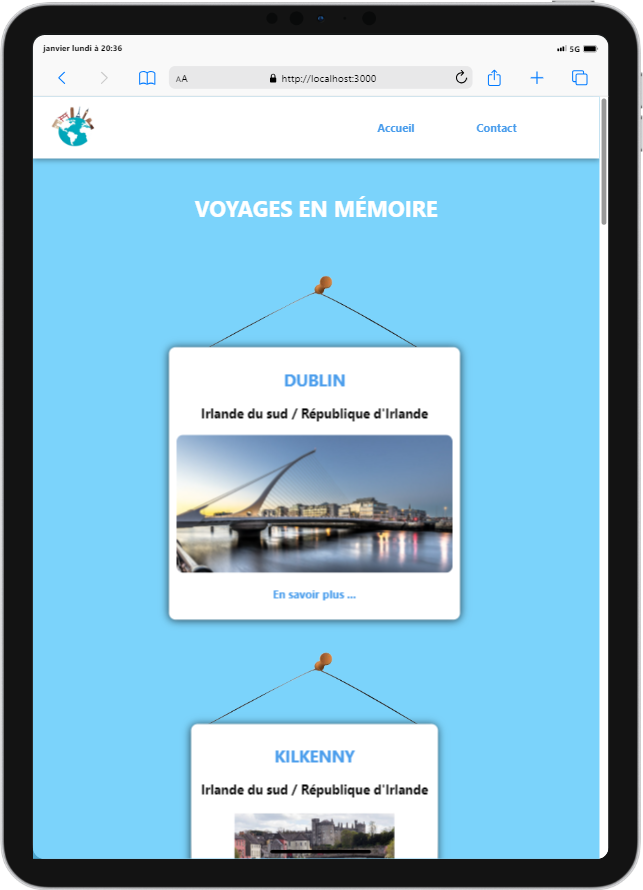 janvier lundi à 20:36
5G
AA
http://localhost:3000
Accueil
Contact
VOYAGES EN MÉMOIRE
DUBLIN
Irlande du sud / République d'Irlande
En savoir plus ...
KILKENNY
Irlande du sud / République d'Irlande